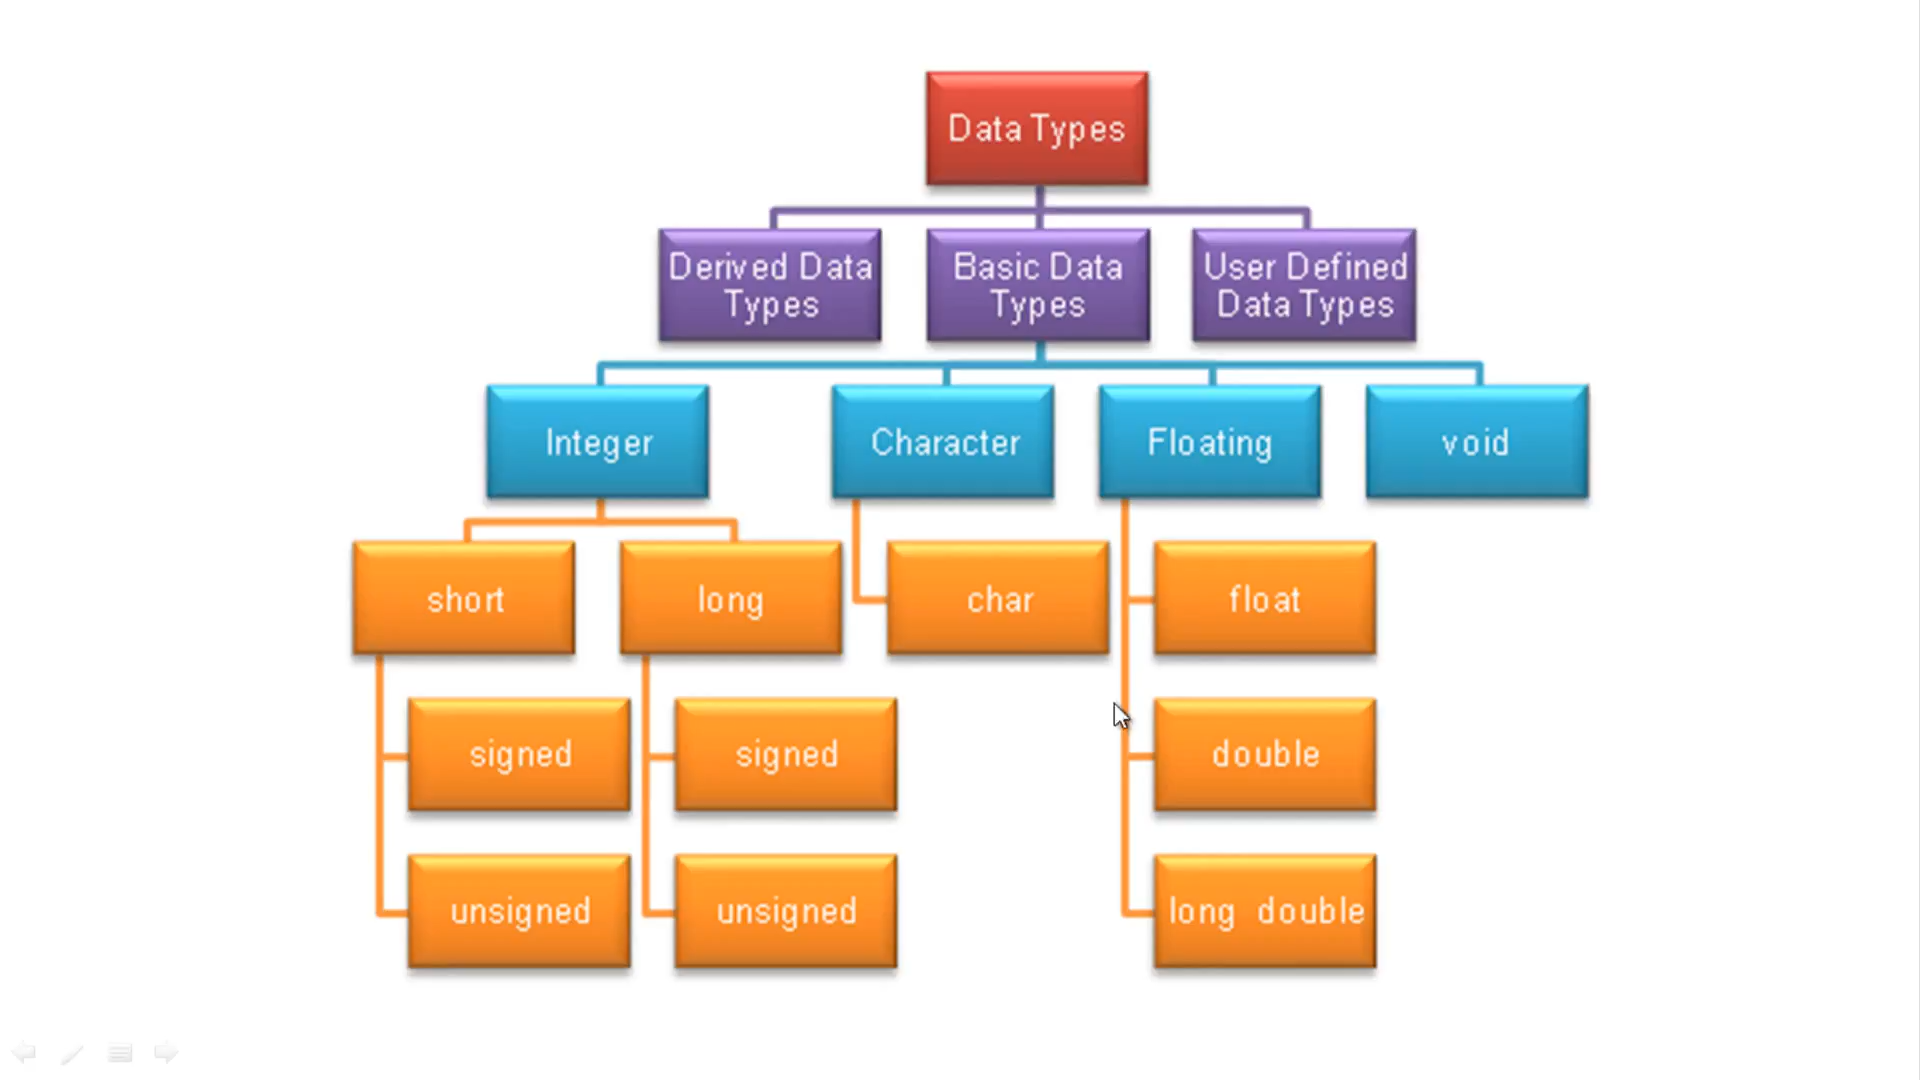 Data Types
Derived Data
Types
Basic Data
Types
User Defined
Data Types
Integer
Character
Floating
void
short
long
char
float
signed
signed
double
unsigned
unsigned
long double